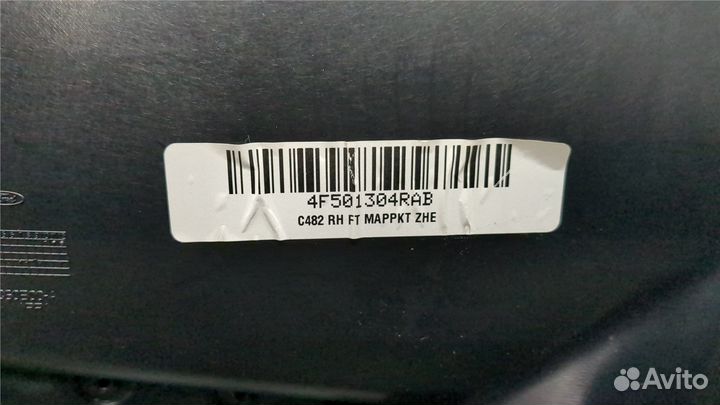 4F501304RAB
C482 RH FT MAPPKT ZHE
Avito